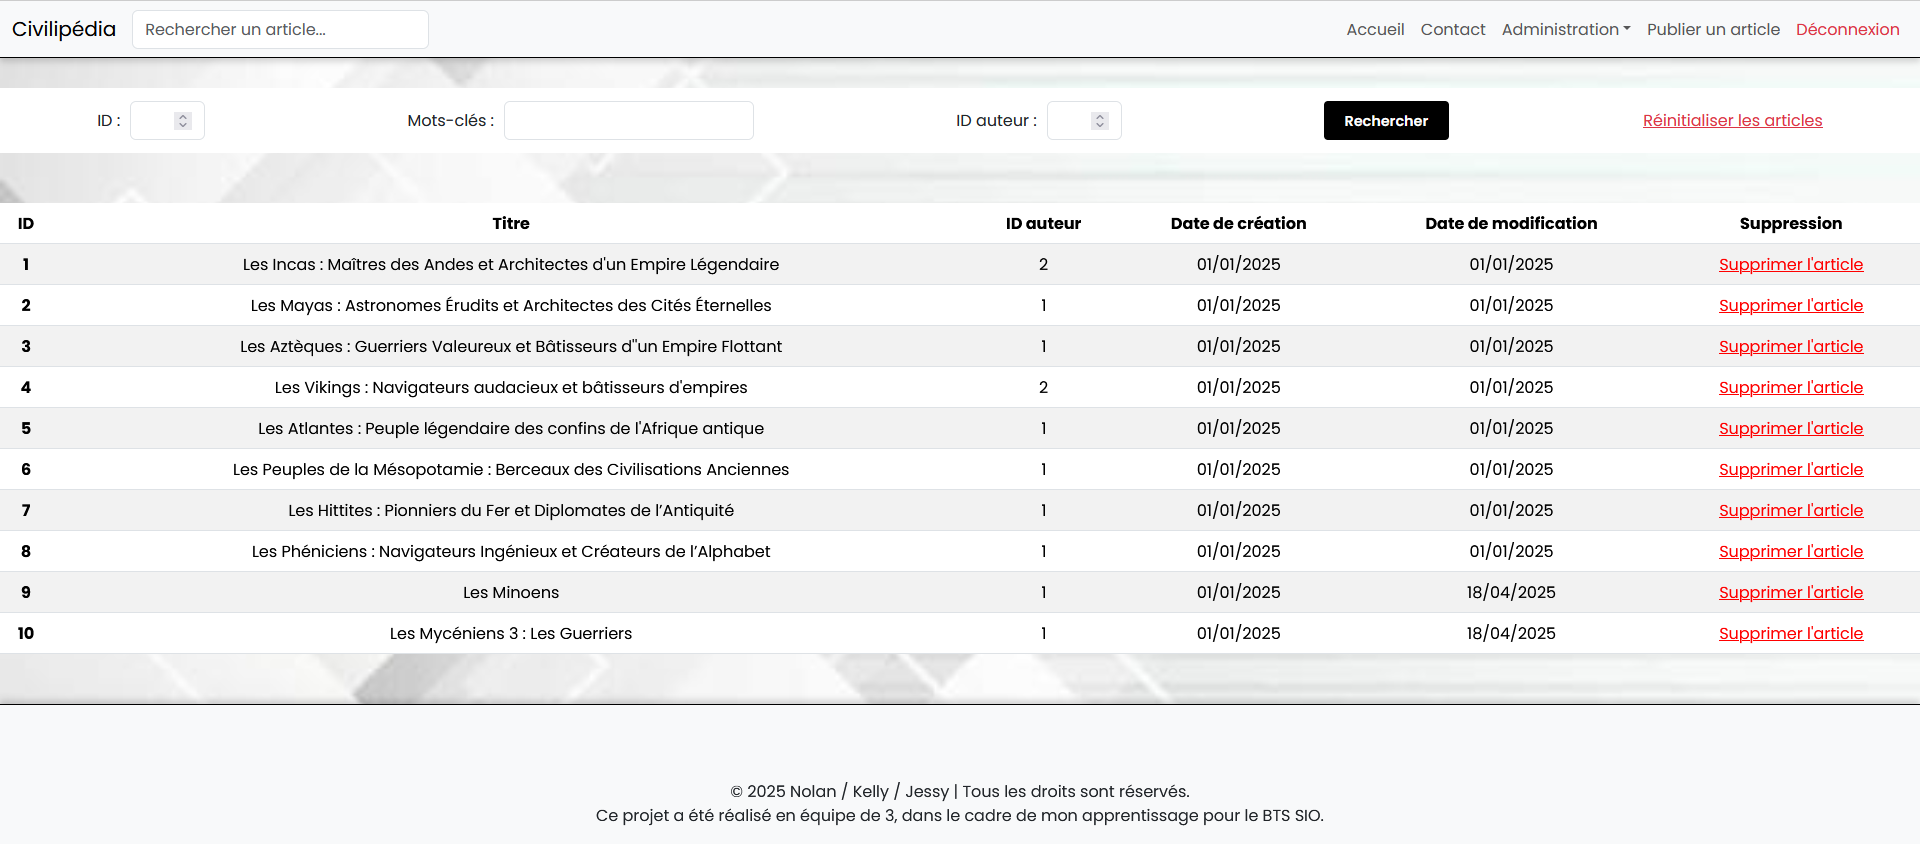 Civilipédia Rechercher un article... Accueil Contact Administration Publier un article Déconnexion
ID : Mots-clés : ID auteur : Rechercher Réinitialiser les articles
ID Titre ID auteur Date de création Date de modification Suppression
1 Les Incas : Maîtres des Andes et Architectes d'un Empire Légendaire 2 01/01/2025 01/01/2025 Supprimer l'article
2 Les Mayas : Astronomes Érudits et Architectes des Cités Éternelles 1 01/01/2025 01/01/2025 Supprimer l'article
3 Les Aztèques : Guerriers Valeureux et Bâtisseurs d''un Empire Flottant 1 01/01/2025 01/01/2025 Supprimer l'article
4 Les Vikings : Navigateurs audacieux et bâtisseurs d'empires 2 01/01/2025 01/01/2025 Supprimer l'article
5 Les Atlantes : Peuple légendaire des confins de l'Afrique antique 1 01/01/2025 01/01/2025 Supprimer l'article
6 Les Peuples de la Mésopotamie : Berceaux des Civilisations Anciennes 1 01/01/2025 01/01/2025 Supprimer l'article
7 Les Hittites : Pionniers du Fer et Diplomates de l’Antiquité 1 01/01/2025 01/01/2025 Supprimer l'article
8 Les Phéniciens : Navigateurs Ingénieux et Créateurs de l’Alphabet 1 01/01/2025 01/01/2025 Supprimer l'article
9 Les Minoens 1 01/01/2025 18/04/2025 Supprimer l'article
10 Les Mycéniens 3 : Les Guerriers 1 01/01/2025 18/04/2025 Supprimer l'article
© 2025 Nolan / Kelly / Jessy | Tous les droits sont réservés.
Ce projet a été réalisé en équipe de 3, dans le cadre de mon apprentissage pour le BTS SIO.